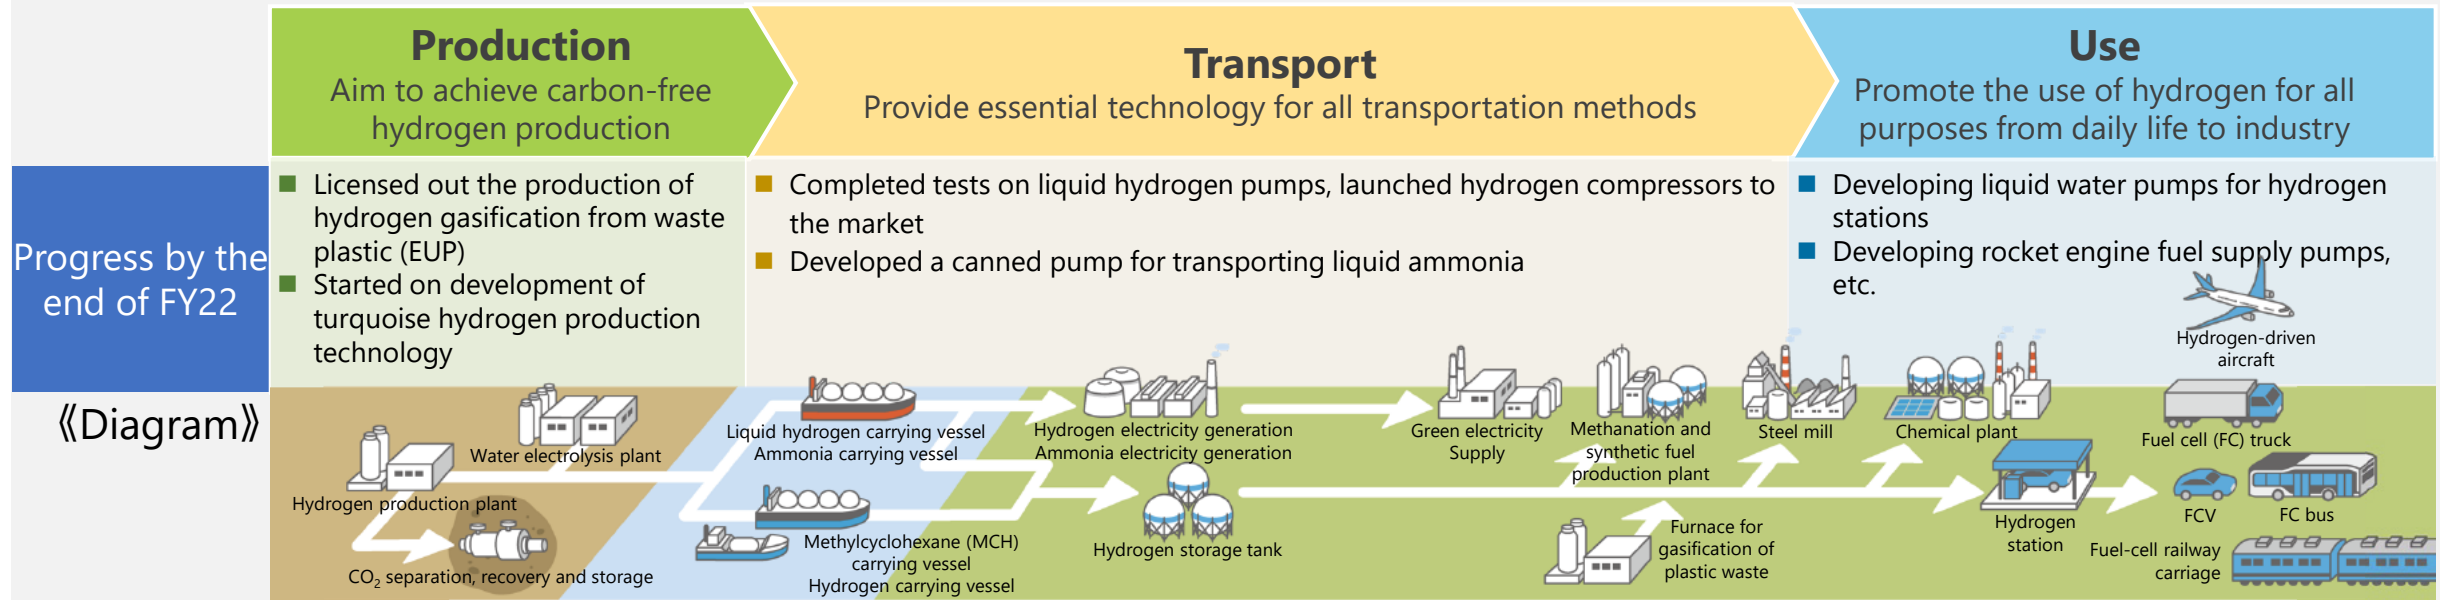 Production
Aim to achieve carbon-free
hydrogen production
Transport
Provide essential technology for all transportation methods
Use
Promote the use of hydrogen for all
purposes from daily life to industry
Progress by the
end of FY22
■ Licensed out the production of
hydrogen gasification from waste
plastic (EUP)
■ Started on development of
turquoise hydrogen production
technology
■ Completed tests on liquid hydrogen pumps, launched hydrogen compressors to
the market
■ Developed a canned pump for transporting liquid ammonia
■ Developing liquid water pumps for hydrogen
stations
■ Developing rocket engine fuel supply pumps,
etc.
《Diagram》
Water electrolysis plant
Hydrogen production plant
CO₂ separation, recovery and storage
Liquid hydrogen carrying vessel
Ammonia carrying vessel
Methylcyclohexane (MCH)
carrying vessel
Hydrogen carrying vessel
Hydrogen electricity generation
Ammonia electricity generation
Hydrogen storage tank
Green electricity
Supply
Methanation and
synthetic fuel
production plant
Furnace for
gasification of
plastic waste
Steel mill
Chemical plant
Hydrogen
station
Hydrogen-driven
aircraft
Fuel cell (FC) truck
FCV
FC bus
Fuel-cell railway
carriage